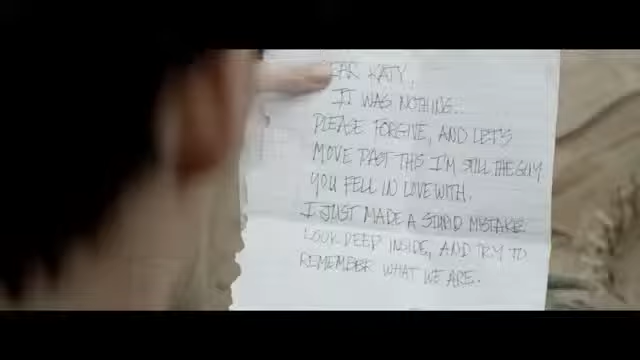 EAR KATY,
IT WAS NOTHING...
PLEASE FORGIVE, AND LET'S
MOVE PAST THIS I'M STILL THE GUY
YOU FELL IN LOVE WITH.
I JUST MADE A STUPID MISTAKE
LOOK DEEP INSIDE, AND TRY TO
REMEMBER WHAT WE ARE.